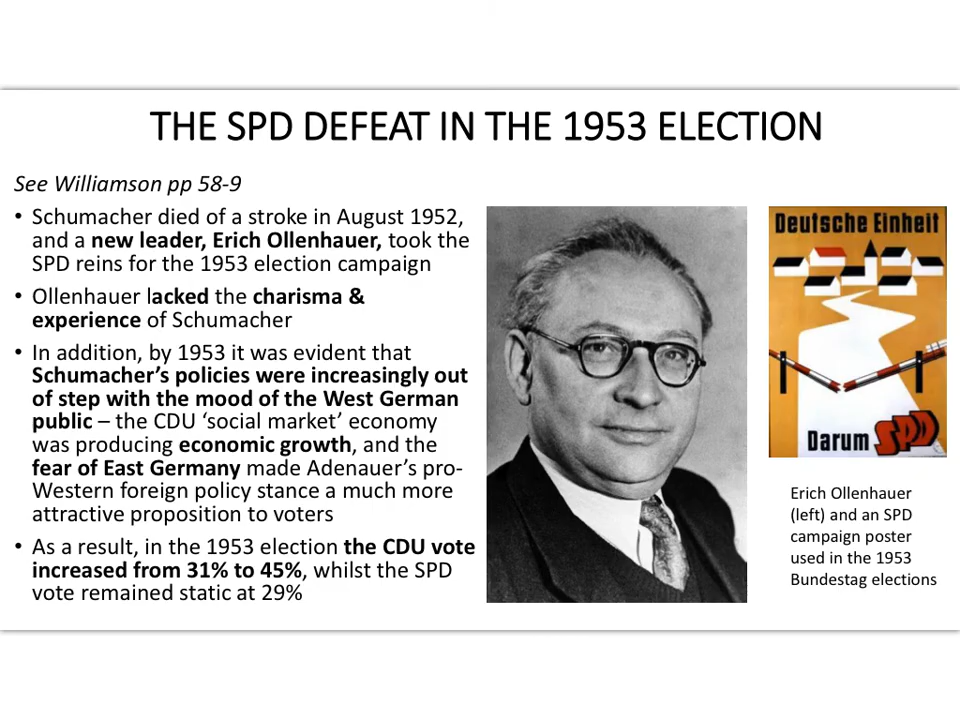 THE SPD DEFEAT IN THE 1953 ELECTION
See Williamson pp 58-9
• Schumacher died of a stroke in August 1952,
and a new leader, Erich Ollenhauer, took the
SPD reins for the 1953 election campaign
• Ollenhauer lacked the charisma &
experience of Schumacher
• In addition, by 1953 it was evident that
Schumacher's policies were increasingly out
of step with the mood of the West German
public – the CDU 'social market' economy
was producing economic growth, and the
fear of East Germany made Adenauer's pro-
Western foreign policy stance a much more
attractive proposition to voters
• As a result, in the 1953 election the CDU vote
increased from 31% to 45%, whilst the SPD
vote remained static at 29%
Deutsche Einheit
Darum SPD
Erich Ollenhauer
(left) and an SPD
campaign poster
used in the 1953
Bundestag elections